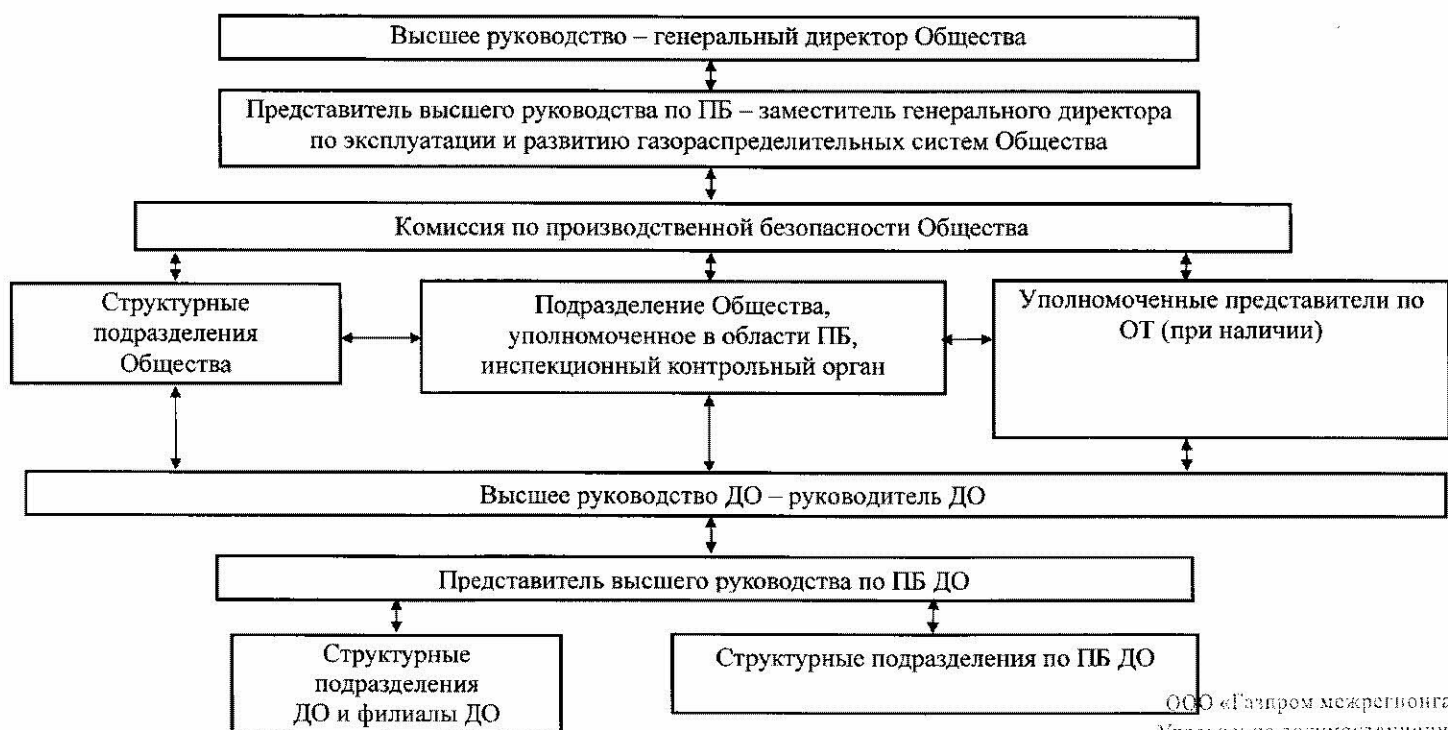 Высшее руководство – генеральный директор Общества
Представитель высшего руководства по ПБ – заместитель генерального директора
по эксплуатации и развитию газораспределительных систем Общества
Комиссия по производственной безопасности Общества
Структурные
подразделения
Общества
Подразделение Общества,
уполномоченное в области ПБ,
инспекционный контрольный орган
Уполномоченные представители по
ОТ (при наличии)
Высшее руководство ДО – руководитель ДО
Представитель высшего руководства по ПБ ДО
Структурные
подразделения
ДО и филиалы ДО
Структурные подразделения по ПБ ДО
ООО «Газпром межрегионга